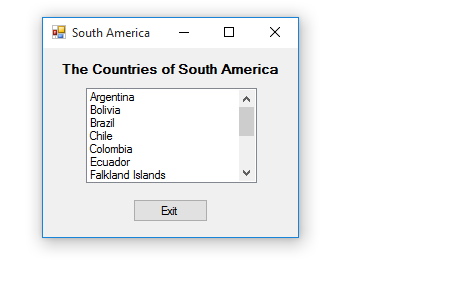 South America
The Countries of South America
Argentina
Bolivia
Brazil
Chile
Colombia
Ecuador
Falkland Islands
Exit